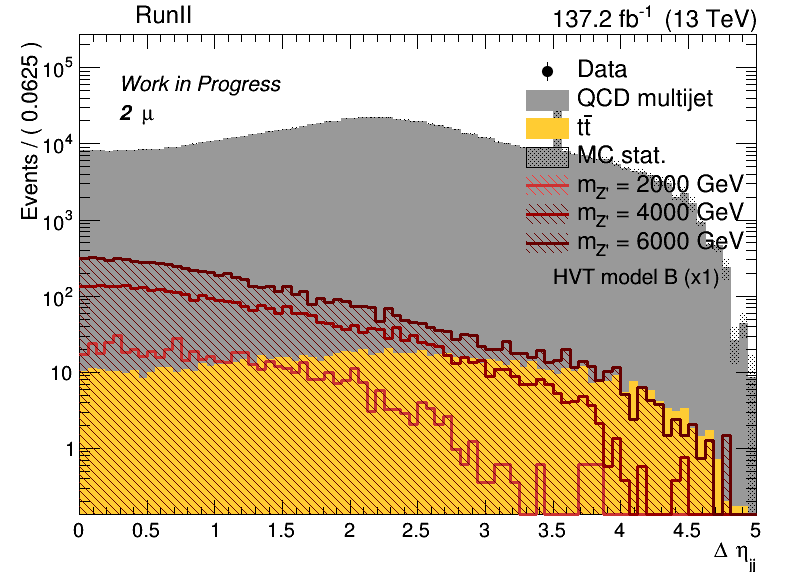 RunII 137.2 fb⁻¹ (13 TeV)
Events / ( 0.0625 )
Work in Progress
2 μ
Data
QCD multijet
tt̄
MC stat.
m_Z' = 2000 GeV
m_Z' = 4000 GeV
m_Z' = 6000 GeV
HVT model B (x1)
10⁵
10⁴
10³
10²
10
1
0 0.5 1 1.5 2 2.5 3 3.5 4 4.5 5
Δ η_jj